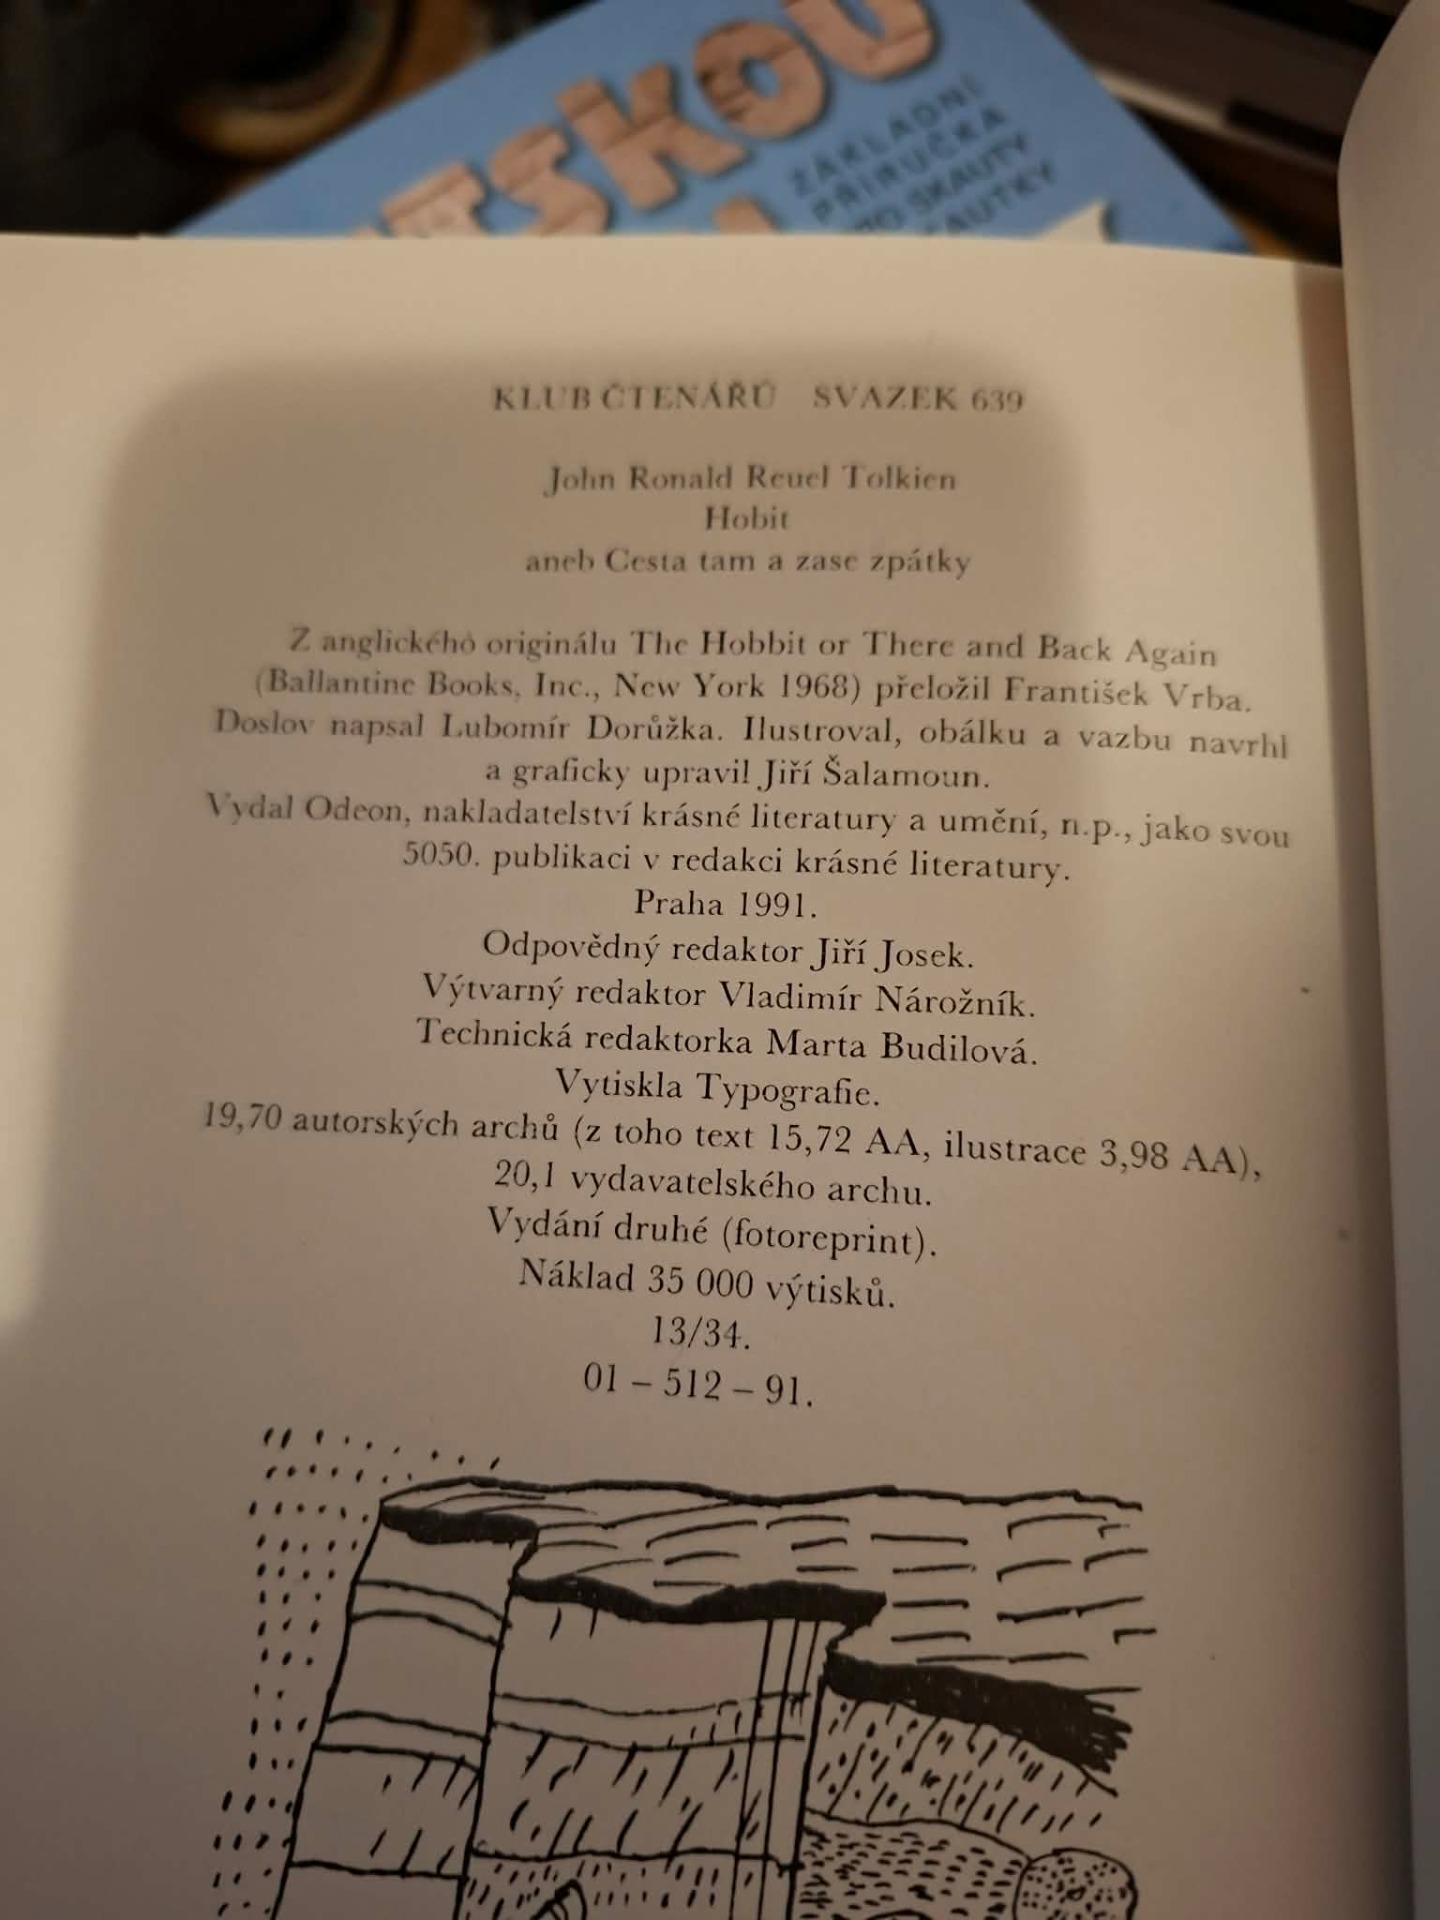 ZÁKLADNÍ
PŘÍRUČKA
SKAUTY
KLUB ČTENÁŘŮ SVAZEK 639
John Ronald Reuel Tolkien
Hobit
aneb Cesta tam a zase zpátky
Z anglického originálu The Hobbit or There and Back Again
(Ballantine Books, Inc., New York 1968) přeložil František Vrba.
Doslov napsal Lubomír Dorůžka. Ilustroval, obálku a vazbu navrhl
a graficky upravil Jiří Šalamoun.
Vydal Odeon, nakladatelství krásné literatury a umění, n.p., jako svou
5050. publikaci v redakci krásné literatury.
Praha 1991.
Odpovědný redaktor Jiří Josek.
Výtvarný redaktor Vladimír Nárožník.
Technická redaktorka Marta Budilová.
Vytiskla Typografie.
19,70 autorských archů (z toho text 15,72 AA, ilustrace 3,98 AA),
20,1 vydavatelského archu.
Vydání druhé (fotoreprint).
Náklad 35 000 výtisků.
13/34.
01 – 512 – 91.